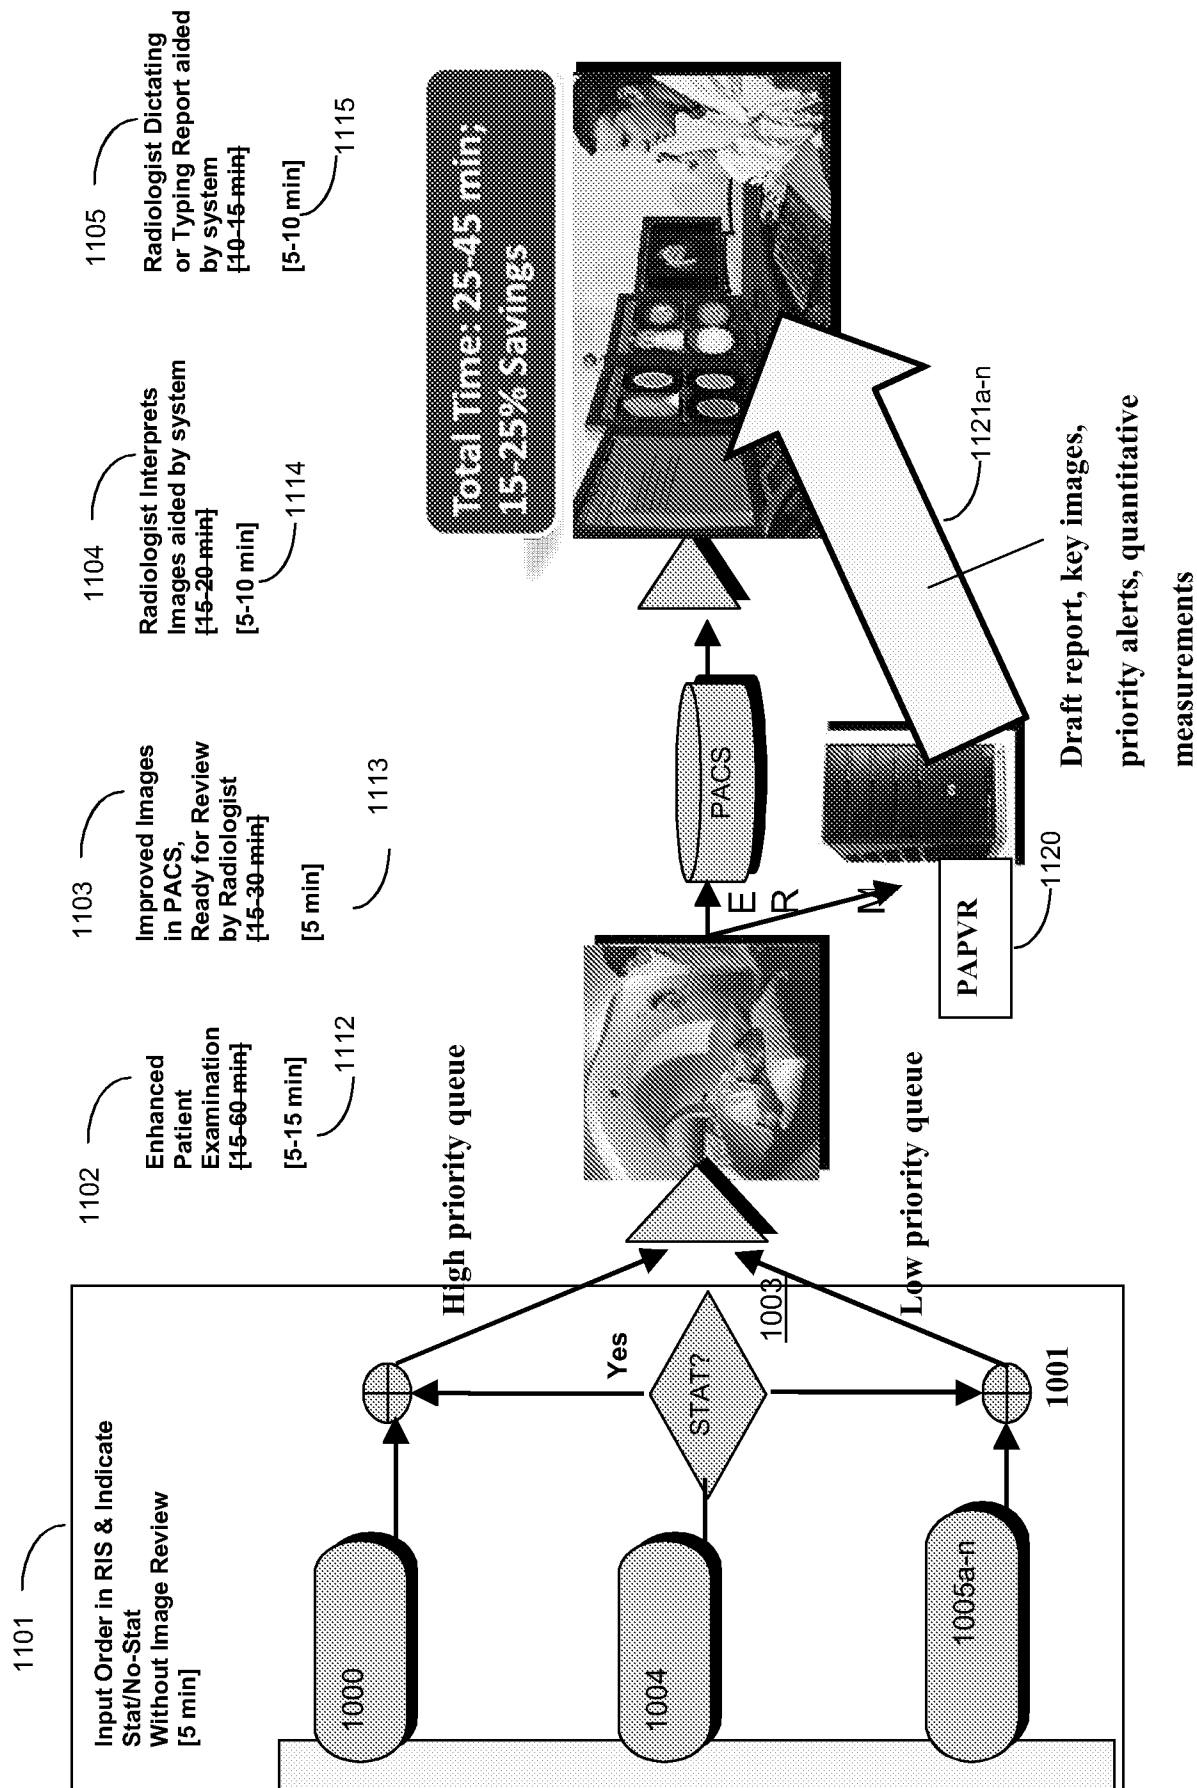 1101
Input Order in RIS & Indicate
Stat/No-Stat
Without Image Review
[5 min]
1102
Enhanced
Patient
Examination
[15-60 min]
[5-15 min]
1112
1103
Improved Images
in PACS,
Ready for Review
by Radiologist
[15-30 min]
[5 min]
1113
1104
Radiologist Interprets
Images aided by system
[15-20 min]
[5-10 min]
1114
1105
Radiologist Dictating
or Typing Report aided
by system
[10-15 min]
[5-10 min]
1115
Total Time: 25-45 min;
15-25% Savings
1000
1004
1005a-n
Yes
STAT?
1003
1001
High priority queue
Low priority queue
E
R
M
PACS
PAPVR
1120
1121a-n
Draft report, key images,
priority alerts, quantitative
measurements